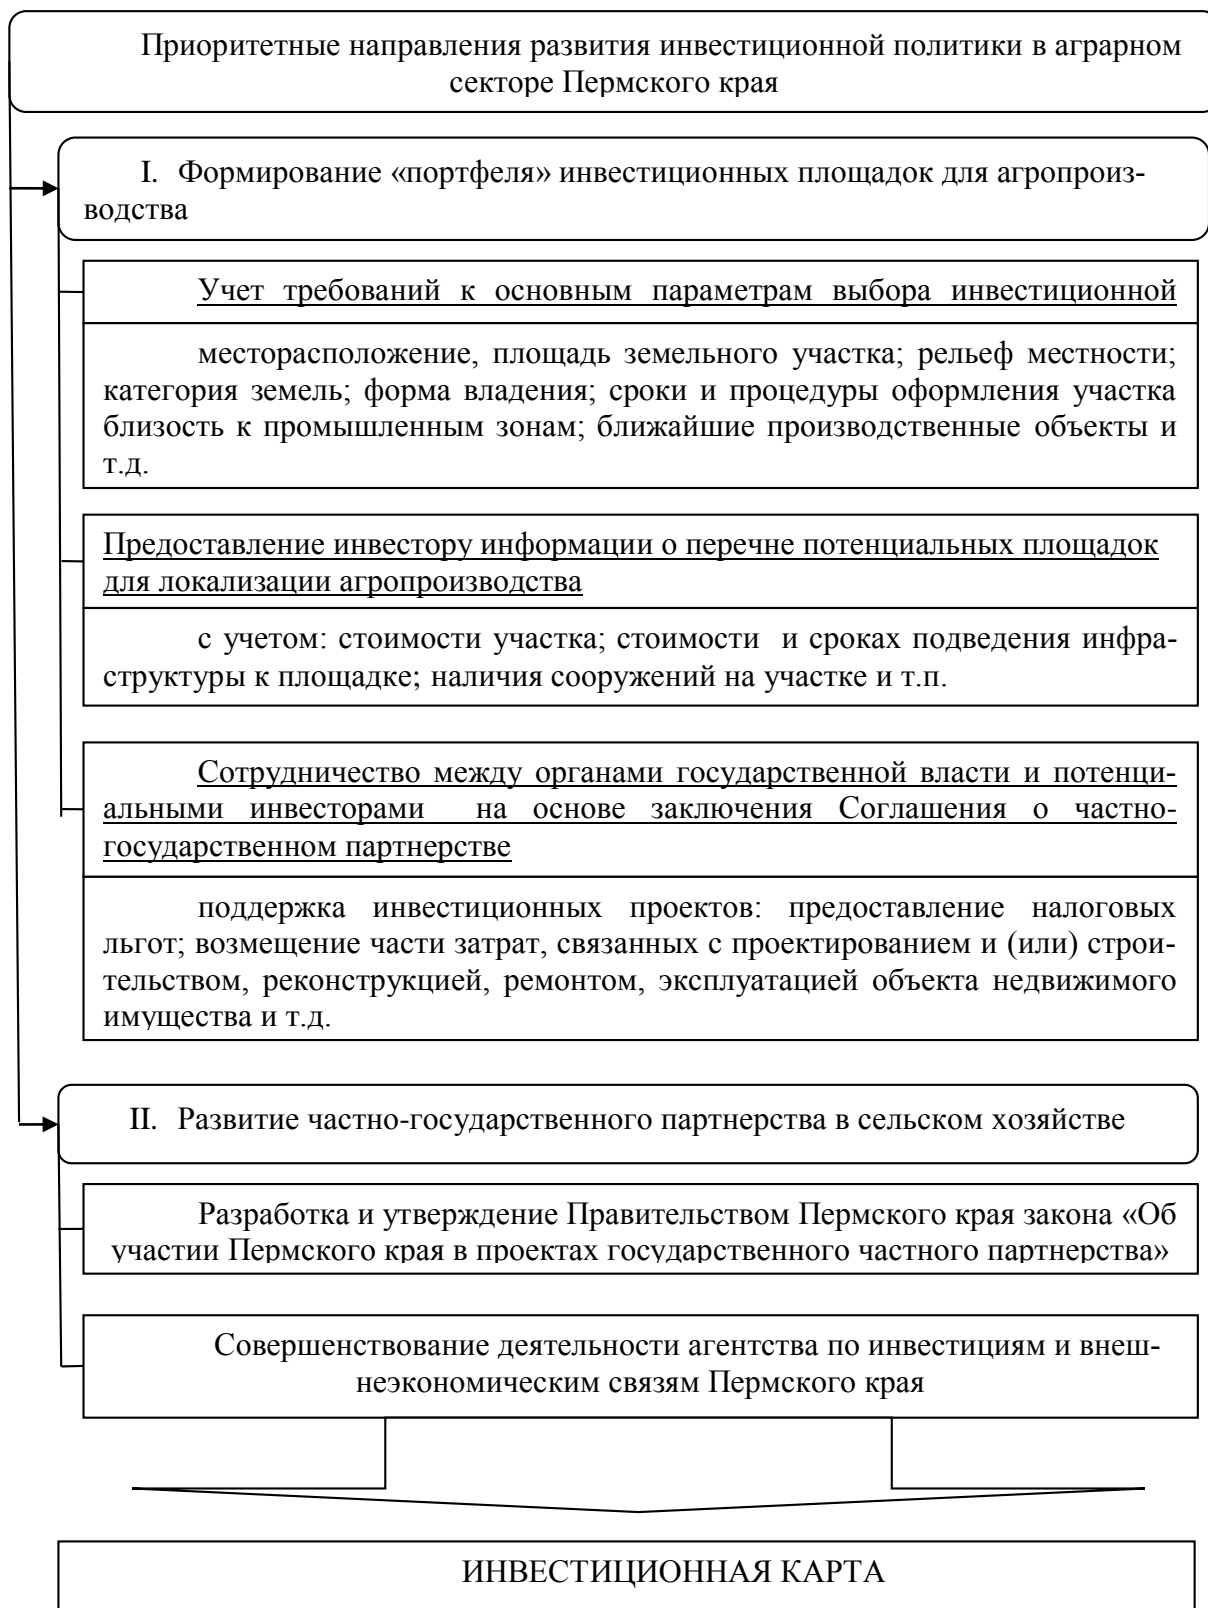 Приоритетные направления развития инвестиционной политики в аграрном
секторе Пермского края
I. Формирование «портфеля» инвестиционных площадок для агропроиз-
водства
Учет требований к основным параметрам выбора инвестиционной
месторасположение, площадь земельного участка; рельеф местности;
категория земель; форма владения; сроки и процедуры оформления участка
близость к промышленным зонам; ближайшие производственные объекты и
т.д.
Предоставление инвестору информации о перечне потенциальных площадок
для локализации агропроизводства
с учетом: стоимости участка; стоимости и сроках подведения инфра-
структуры к площадке; наличия сооружений на участке и т.п.
Сотрудничество между органами государственной власти и потенци-
альными инвесторами на основе заключения Соглашения о частно-
государственном партнерстве
поддержка инвестиционных проектов: предоставление налоговых
льгот; возмещение части затрат, связанных с проектированием и (или) строи-
тельством, реконструкцией, ремонтом, эксплуатацией объекта недвижимого
имущества и т.д.
II. Развитие частно-государственного партнерства в сельском хозяйстве
Разработка и утверждение Правительством Пермского края закона «Об
участии Пермского края в проектах государственного частного партнерства»
Совершенствование деятельности агентства по инвестициям и внеш-
неэкономическим связям Пермского края
ИНВЕСТИЦИОННАЯ КАРТА